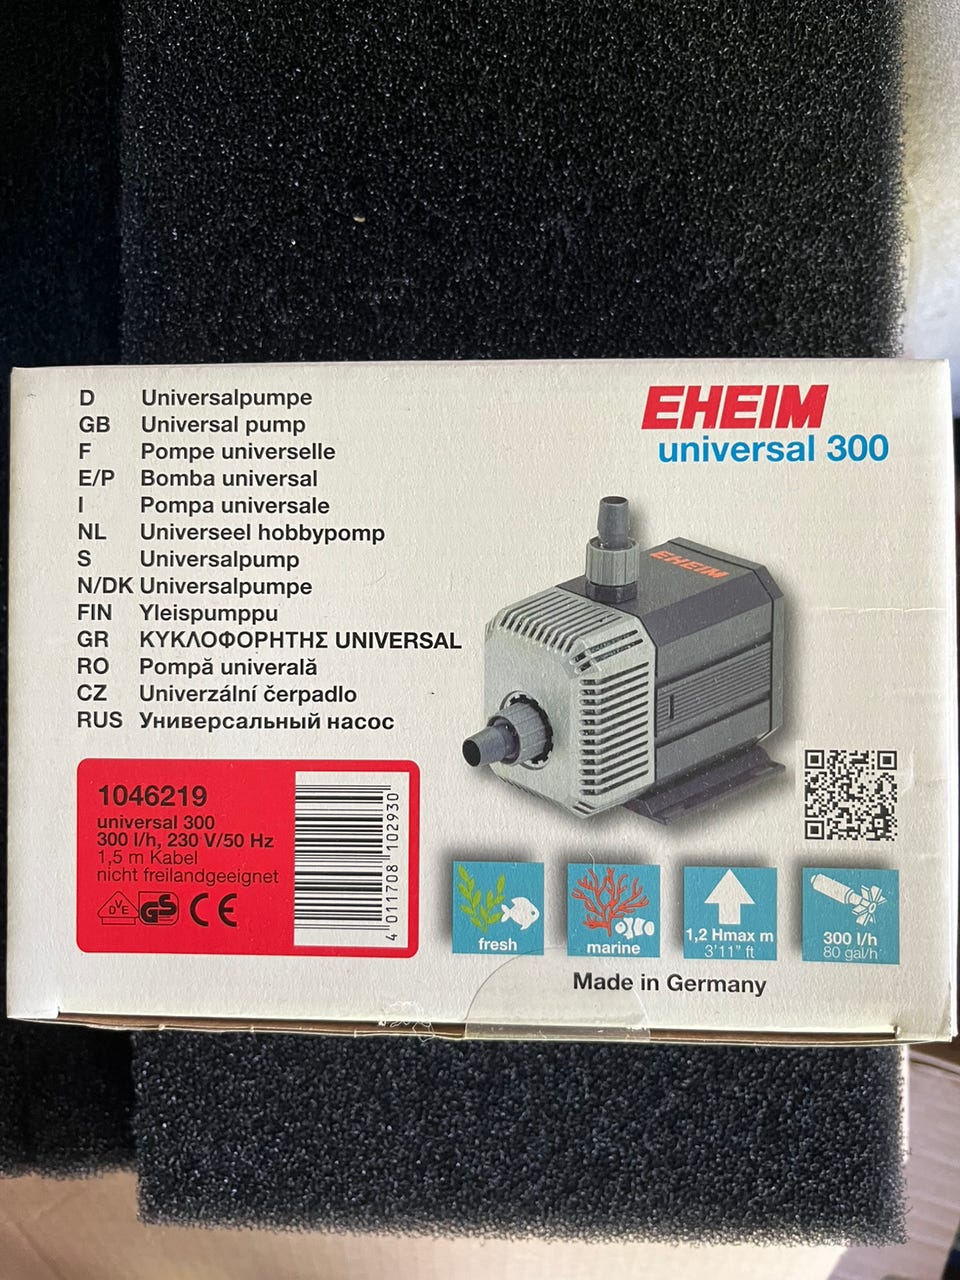 D Universalpumpe
GB Universal pump
F Pompe universelle
E/P Bomba universal
I Pompa universale
NL Universeel hobbypomp
S Universalpump
N/DK Universalpumpe
FIN Yleispumppu
GR ΚΥΚΛΟΦΟΡΗΤΗΣ UNIVERSAL
RO Pompă univerală
CZ Univerzální čerpadlo
RUS Универсальный насос
EHEIM
universal 300
EHEIM
1046219
universal 300
300 l/h, 230 V/50 Hz
1,5 m Kabel
nicht freilandgeeignet
DVE GS CE
4 011708 102930
fresh
marine
1,2 Hmax m
3'11" ft
300 l/h
80 gal/h
Made in Germany